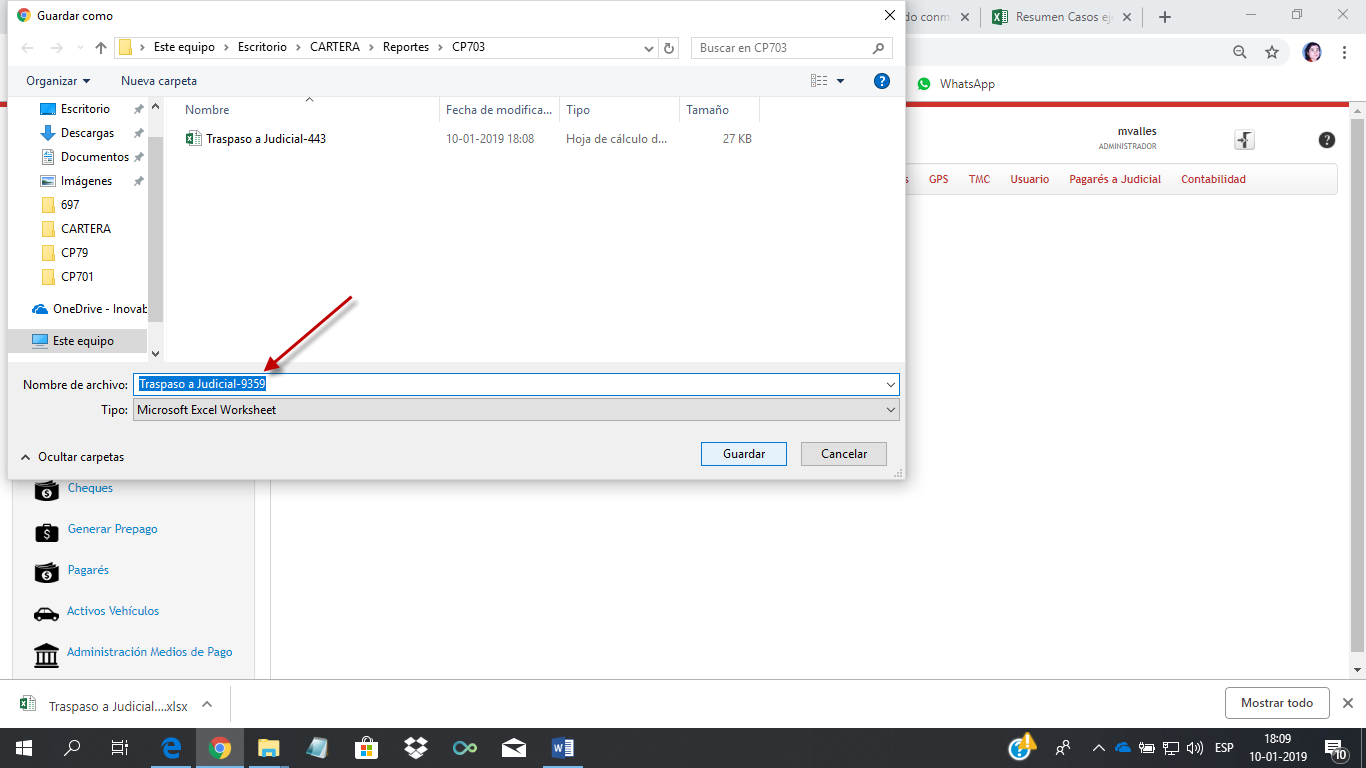 Guardar como
do conm
Resumen Casos eje
Este equipo
Escritorio
CARTERA
Reportes
CP703
Buscar en CP703
Organizar
Nueva carpeta
WhatsApp
Nombre
Fecha de modifica...
Tipo
Tamaño
Escritorio
Descargas
Documentos
Imágenes
697
CARTERA
CP79
CP701
OneDrive - Inovab
Este equipo
Traspaso a Judicial-443
10-01-2019 18:08
Hoja de cálculo d...
27 KB
mvalles
ADMINISTRADOR
s
GPS
TMC
Usuario
Pagarés a Judicial
Contabilidad
Nombre de archivo:
Traspaso a Judicial-9359
Tipo:
Microsoft Excel Worksheet
Ocultar carpetas
Guardar
Cancelar
Cheques
Generar Prepago
Pagarés
Activos Vehículos
Administración Medios de Pago
Traspaso a Judicial....xlsx
Mostrar todo
ESP
18:09
10-01-2019
10